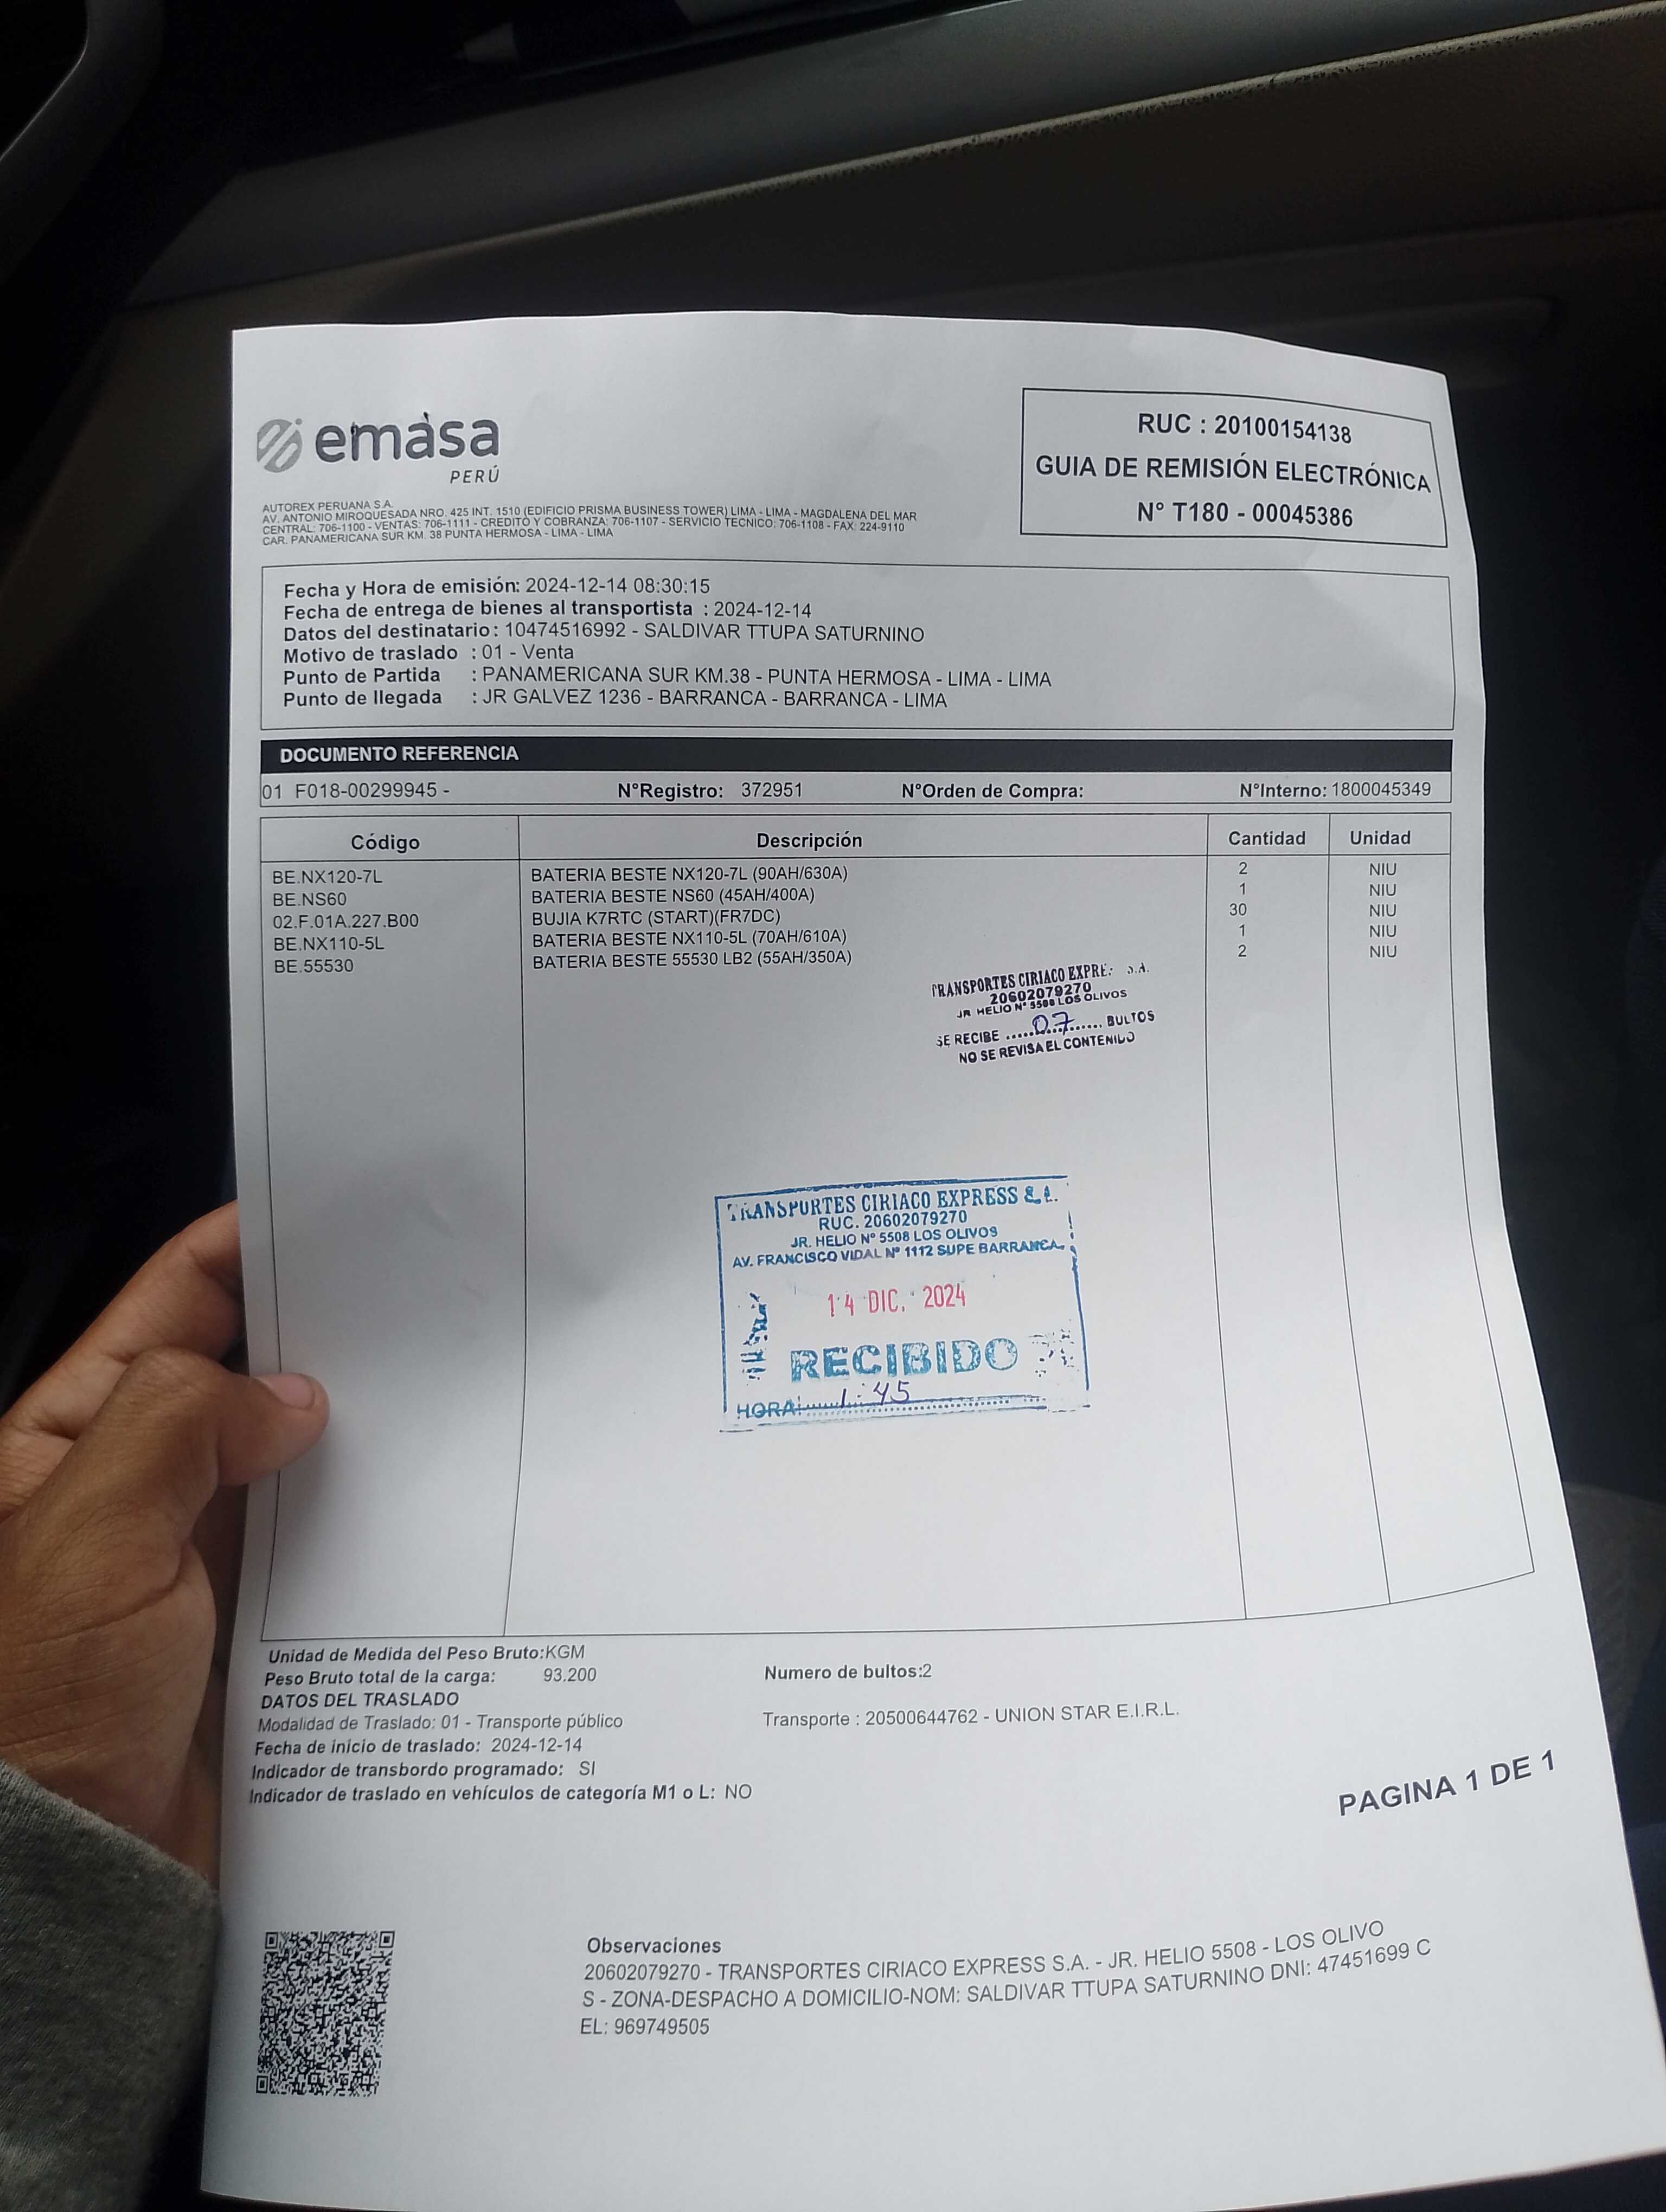 emasa
PERÚ
RUC : 20100154138
GUIA DE REMISIÓN ELECTRÓNICA
N° T180 - 00045386
AUTOREX PERUANA S.A.
AV. ANTONIO MIROQUESADA NRO. 425 INT. 1510 (EDIFICIO PRISMA BUSINESS TOWER) LIMA - LIMA - MAGDALENA DEL MAR
CENTRAL: 706-1100 - VENTAS: 706-1111 - CREDITO Y COBRANZA: 706-1107 - SERVICIO TECNICO: 706-1108 - FAX: 224-9110
CAR. PANAMERICANA SUR KM. 38 PUNTA HERMOSA - LIMA - LIMA
Fecha y Hora de emisión: 2024-12-14 08:30:15
Fecha de entrega de bienes al transportista : 2024-12-14
Datos del destinatario: 10474516992 - SALDIVAR TTUPA SATURNINO
Motivo de traslado : 01 - Venta
Punto de Partida : PANAMERICANA SUR KM.38 - PUNTA HERMOSA - LIMA - LIMA
Punto de llegada : JR GALVEZ 1236 - BARRANCA - BARRANCA - LIMA
DOCUMENTO REFERENCIA
01 F018-00299945 - N°Registro: 372951 N°Orden de Compra: N°Interno: 1800045349
Código Descripción Cantidad Unidad
BE.NX120-7L BATERIA BESTE NX120-7L (90AH/630A) 2 NIU
BE.NS60 BATERIA BESTE NS60 (45AH/400A) 1 NIU
02.F.01A.227.B00 BUJIA K7RTC (START)(FR7DC) 30 NIU
BE.NX110-5L BATERIA BESTE NX110-5L (70AH/610A) 1 NIU
BE.55530 BATERIA BESTE 55530 LB2 (55AH/350A) 2 NIU
TRANSPORTES CIRIACO EXPRE. S.A.
20602079270
JR HELIO N° 5508 LOS OLIVOS
SE RECIBE ......07...... BULTOS
NO SE REVISA EL CONTENIDO
TRANSPORTES CIRIACO EXPRESS S.A.
RUC. 20602079270
JR. HELIO N° 5508 LOS OLIVOS
AV. FRANCISCO VIDAL N° 1112 SUPE BARRANCA
14 DIC. 2024
RECIBIDO
HORA: 1:45
Unidad de Medida del Peso Bruto:KGM
Peso Bruto total de la carga: 93.200 Numero de bultos:2
DATOS DEL TRASLADO
Modalidad de Traslado: 01 - Transporte público Transporte : 20500644762 - UNION STAR E.I.R.L.
Fecha de inicio de traslado: 2024-12-14
Indicador de transbordo programado: SI
Indicador de traslado en vehículos de categoría M1 o L: NO
PAGINA 1 DE 1
Observaciones
20602079270 - TRANSPORTES CIRIACO EXPRESS S.A. - JR. HELIO 5508 - LOS OLIVO
S - ZONA-DESPACHO A DOMICILIO-NOM: SALDIVAR TTUPA SATURNINO DNI: 47451699 C
EL: 969749505